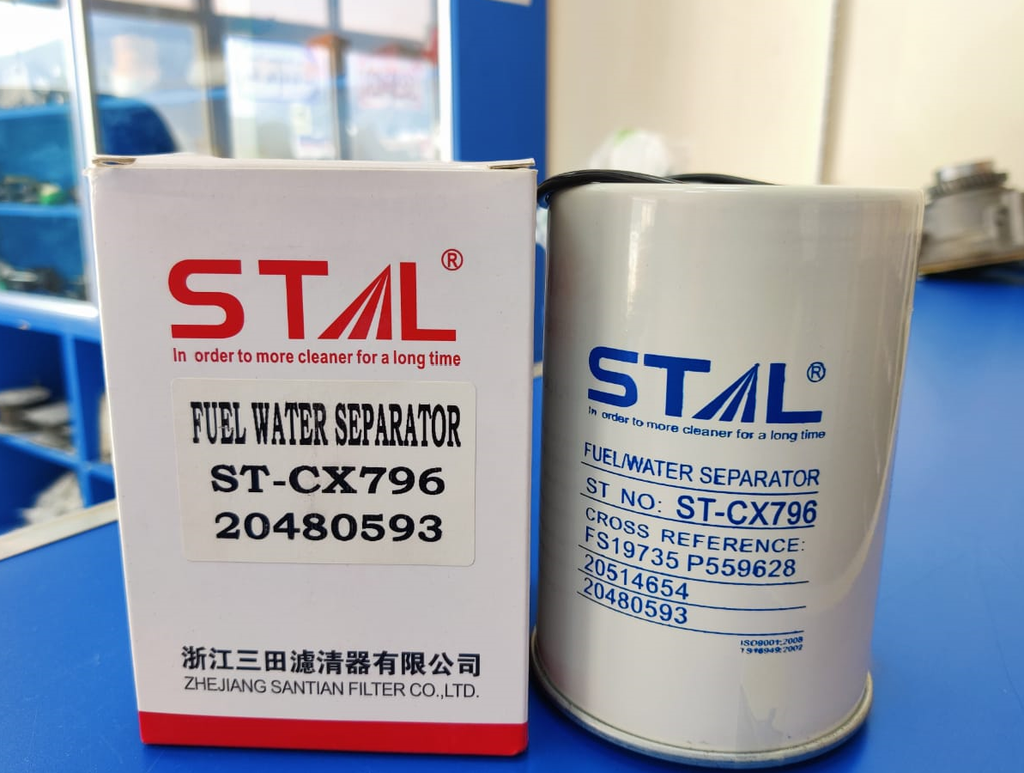 STAL®
In order to more cleaner for a long time
FUEL WATER SEPARATOR
ST-CX796
20480593
浙江三田滤清器有限公司
ZHEJIANG SANTIAN FILTER CO.,LTD.
STAL®
In order to more cleaner for a long time
FUEL/WATER SEPARATOR
ST NO: ST-CX796
CROSS REFERENCE:
FS19735 P559628
20514654
20480593
ISO9001:2008